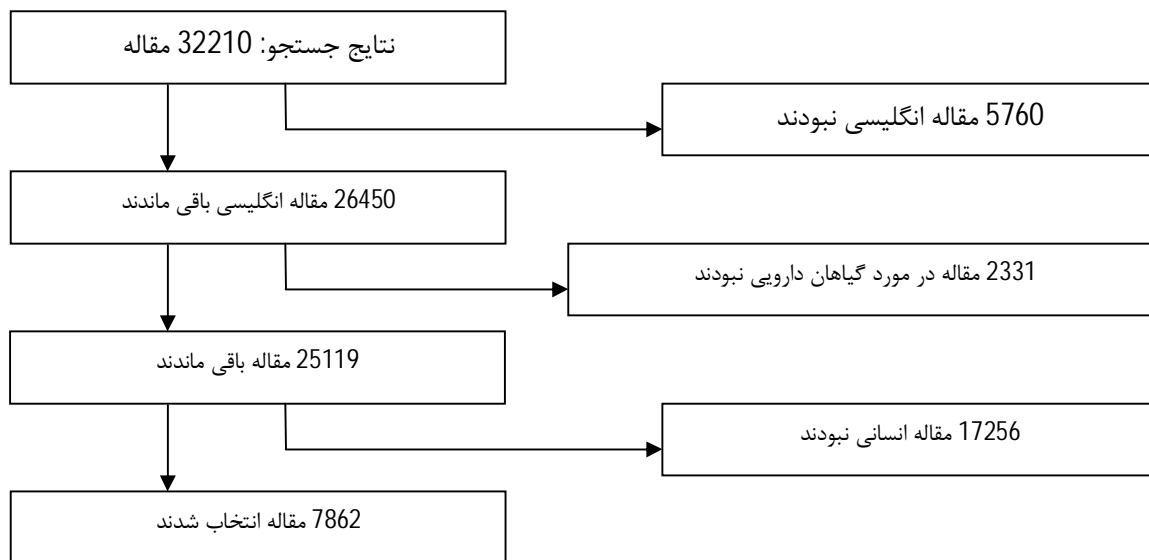 نتایج جستجو: 32210 مقاله
5760 مقاله انگلیسی نبودند
26450 مقاله انگلیسی باقی ماندند
2331 مقاله در مورد گیاهان دارویی نبودند
25119 مقاله باقی ماندند
17256 مقاله انسانی نبودند
7862 مقاله انتخاب شدند